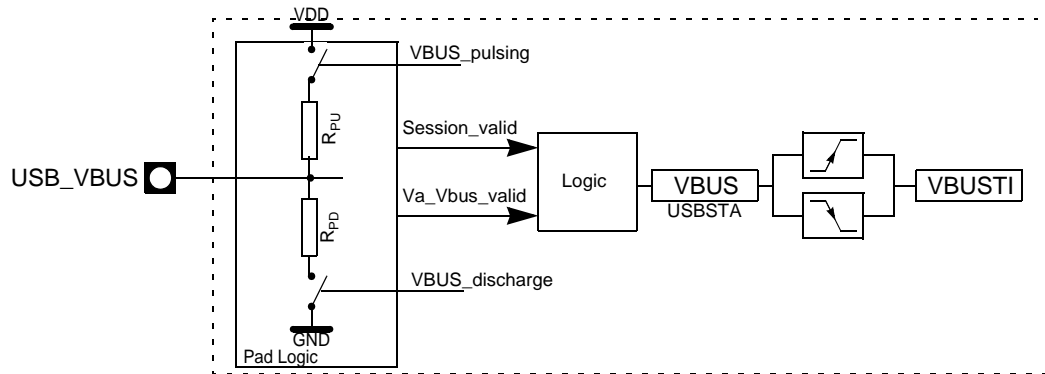 VDD
VBUS_pulsing
RPU
Session_valid
USB_VBUS
Logic
VBUS
USBSTA
VBUSTI
Va_Vbus_valid
RPD
VBUS_discharge
GND
Pad Logic